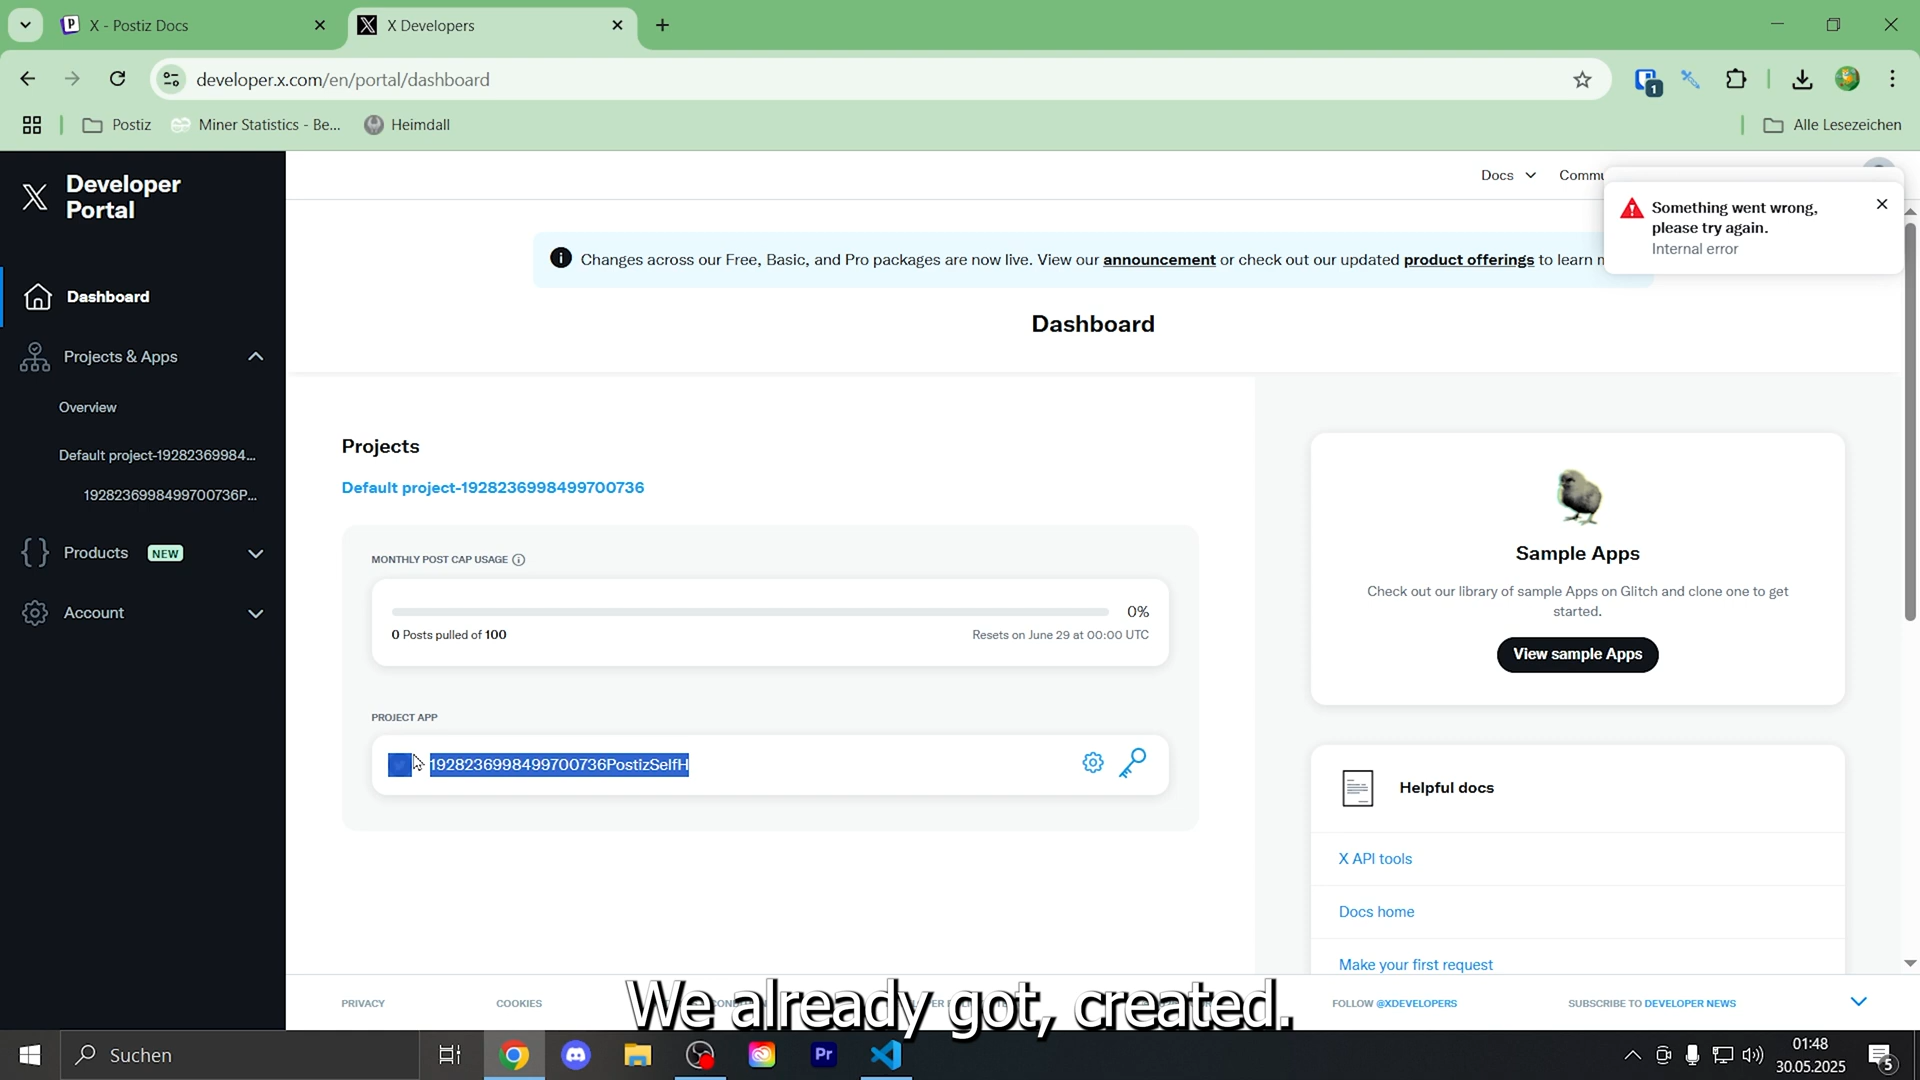 X - Postiz Docs
X Developers
developer.x.com/en/portal/dashboard
1
Postiz
Miner Statistics - Be...
Heimdall
Alle Lesezeichen
Developer
Portal
Docs
Commu
Something went wrong,
please try again.
Internal error
Changes across our Free, Basic, and Pro packages are now live. View our announcement or check out our updated product offerings to learn
Dashboard
Dashboard
Projects & Apps
Overview
Default project-19282369984...
1928236998499700736P...
Products NEW
Account
Projects
Default project-1928236998499700736
MONTHLY POST CAP USAGE
0%
0 Posts pulled of 100
Resets on June 29 at 00:00 UTC
PROJECT APP
1928236998499700736PostizSelfH
Sample Apps
Check out our library of sample Apps on Glitch and clone one to get
started.
View sample Apps
Helpful docs
X API tools
Docs home
Make your first request
PRIVACY
COOKIES
FOLLOW @XDEVELOPERS
SUBSCRIBE TO DEVELOPER NEWS
We already got, created.
Suchen
Pr
01:48
30.05.2025
5